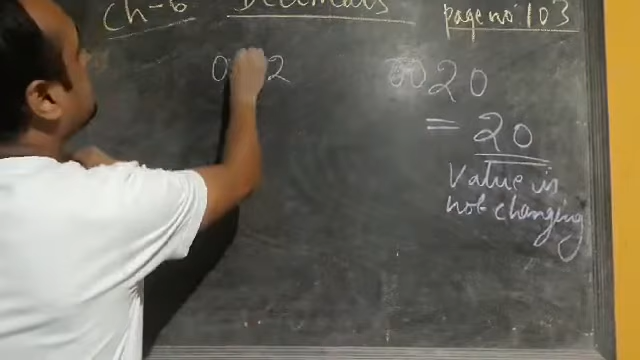 Ch-6 Decimals page no. 103
0 2 0020
= 20
Value is
not changing